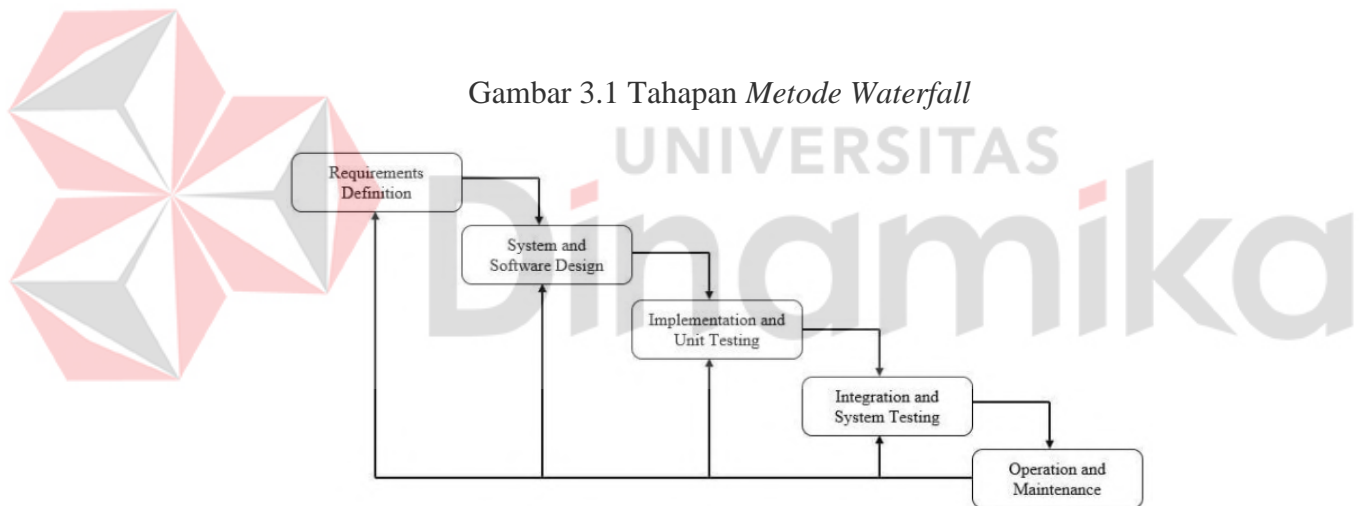 Gambar 3.1 Tahapan Metode Waterfall
UNIVERSITAS
Dinamika
Requirements
Definition
System and
Software Design
Implementation and
Unit Testing
Integration and
System Testing
Operation and
Maintenance